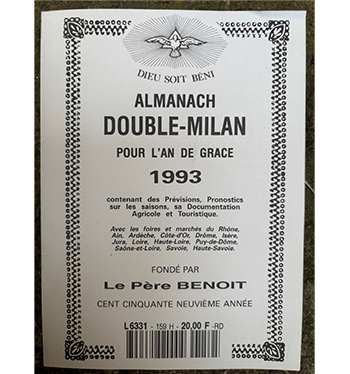 DIEU SOIT BÉNI
ALMANACH
DOUBLE-MILAN
POUR L'AN DE GRACE
1993
contenant des Prévisions, Pronostics
sur les saisons, sa Documentation
Agricole et Touristique.
Avec les foires et marchés du Rhône,
Ain, Ardèche, Côte-d'Or, Drôme, Isère,
Jura, Loire, Haute-Loire, Puy-de-Dôme,
Saône-et-Loire, Savoie, Haute-Savoie.
FONDÉ PAR
Le Père BENOIT
CENT CINQUANTE NEUVIÈME ANNÉE
L 6331 - 159 H - 20,00 F -RD